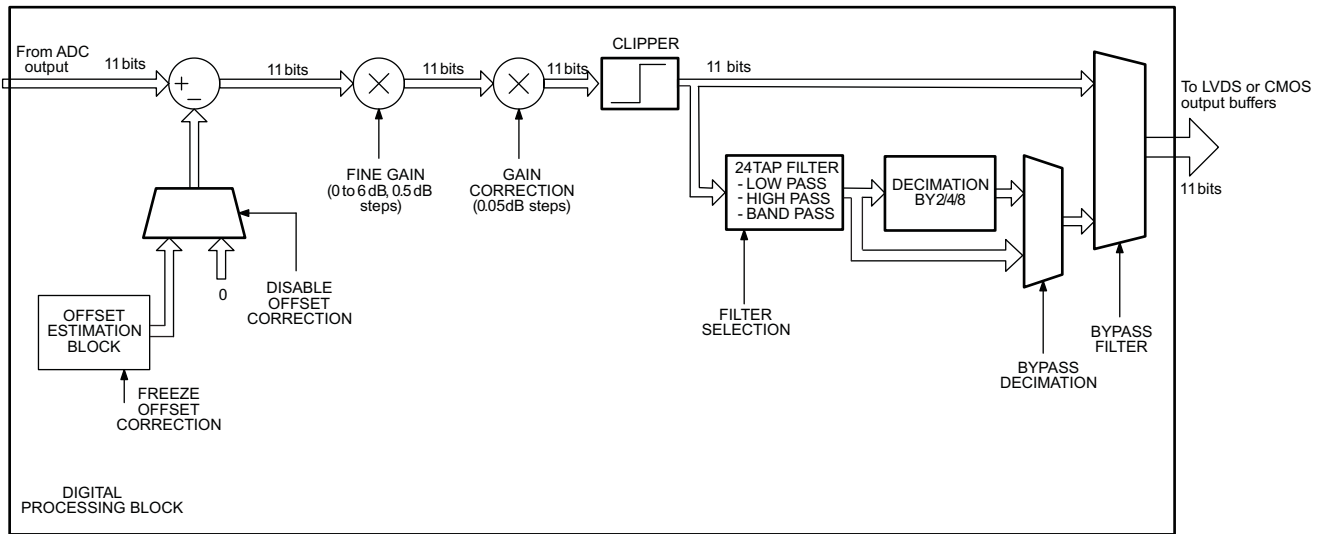 From ADC
output
11 bits
+
−
11 bits
11 bits
11 bits
CLIPPER
11 bits
To LVDS or CMOS
output buffers
11 bits
FINE GAIN
(0 to 6 dB, 0.5 dB
steps)
GAIN
CORRECTION
(0.05dB steps)
24TAP FILTER
- LOW PASS
- HIGH PASS
- BAND PASS
DECIMATION
BY2/4/8
0
DISABLE
OFFSET
CORRECTION
OFFSET
ESTIMATION
BLOCK
FREEZE
OFFSET
CORRECTION
FILTER
SELECTION
BYPASS
DECIMATION
BYPASS
FILTER
DIGITAL
PROCESSING BLOCK